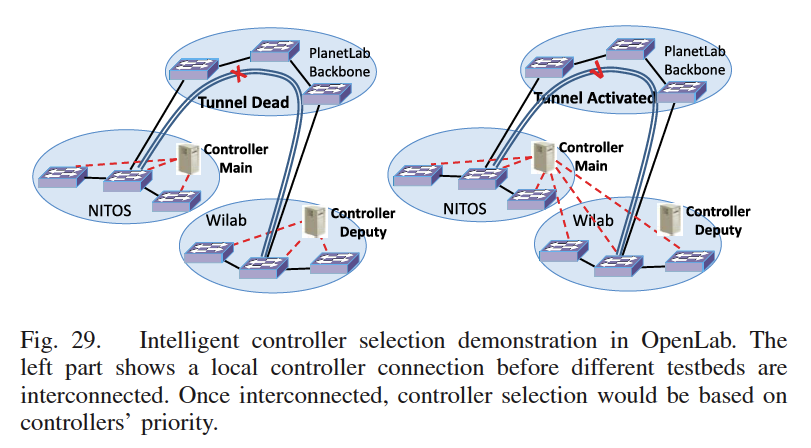 PlanetLab
Backbone
Tunnel Dead
Controller
Main
NITOS
Wilab
Controller
Deputy
PlanetLab
Backbone
Tunnel Activated
Controller
Main
NITOS
Wilab
Controller
Deputy
Fig. 29. Intelligent controller selection demonstration in OpenLab. The
left part shows a local controller connection before different testbeds are
interconnected. Once interconnected, controller selection would be based on
controllers' priority.